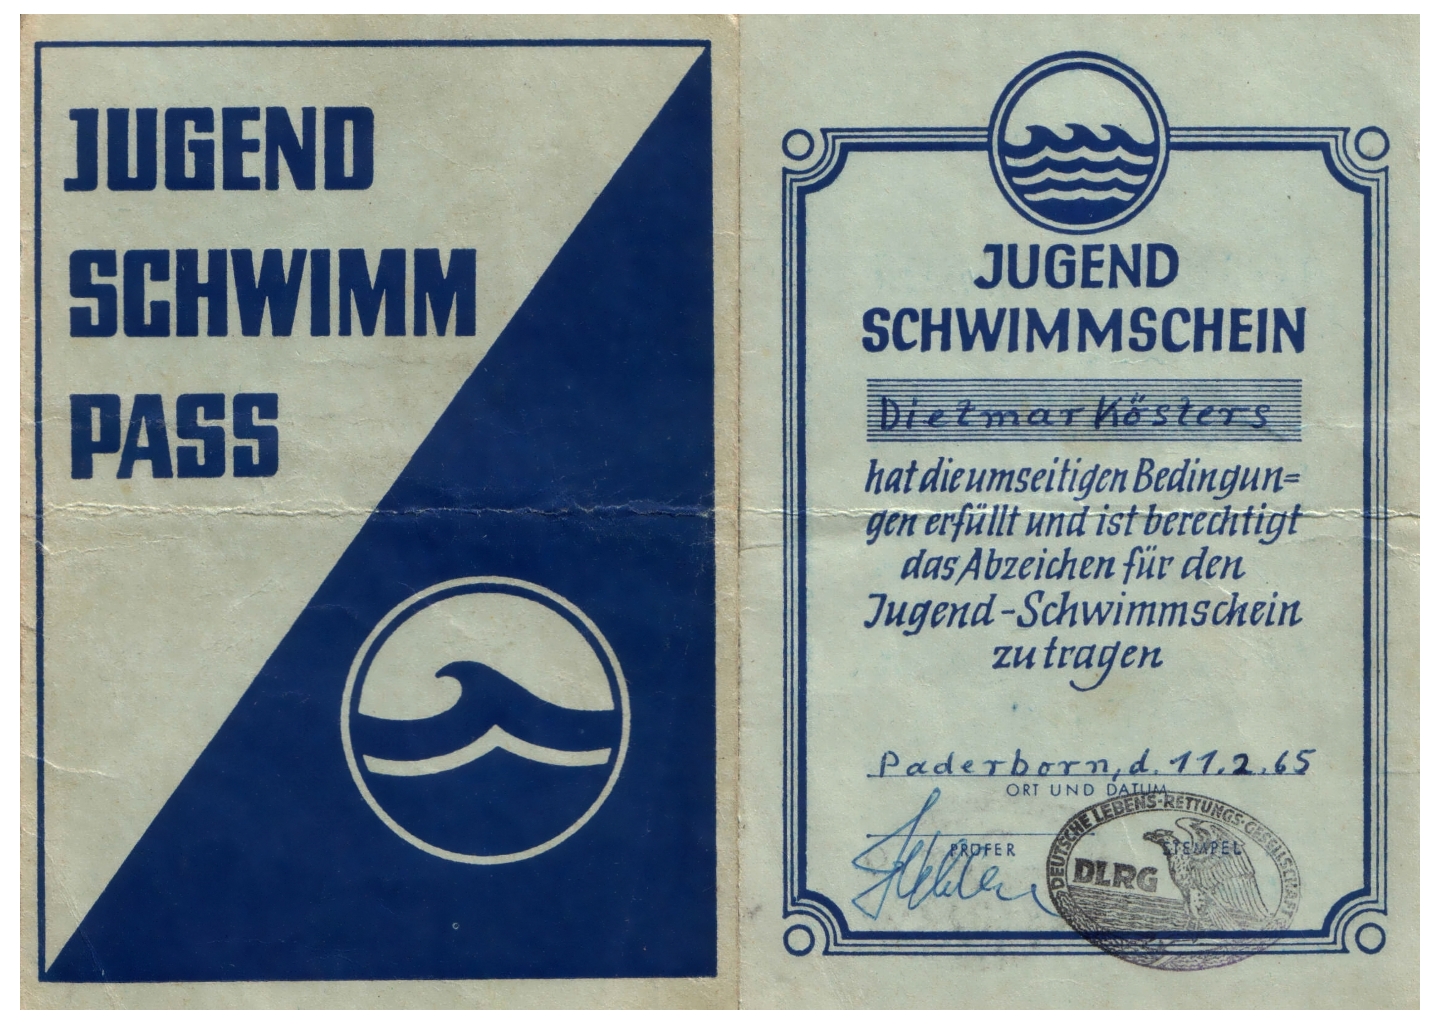 JUGEND
SCHWIMM
PASS
JUGEND
SCHWIMMSCHEIN
Dietmar Kösters
hat die umseitigen Bedingun=
gen erfüllt und ist berechtigt
das Abzeichen für den
Jugend-Schwimmschein
zu tragen
Paderborn, d. 11.2.65
ORT UND DATUM
PRÜFER
STEMPEL
DEUTSCHE LEBENS-RETTUNGS-GESELLSCHAFT
DLRG